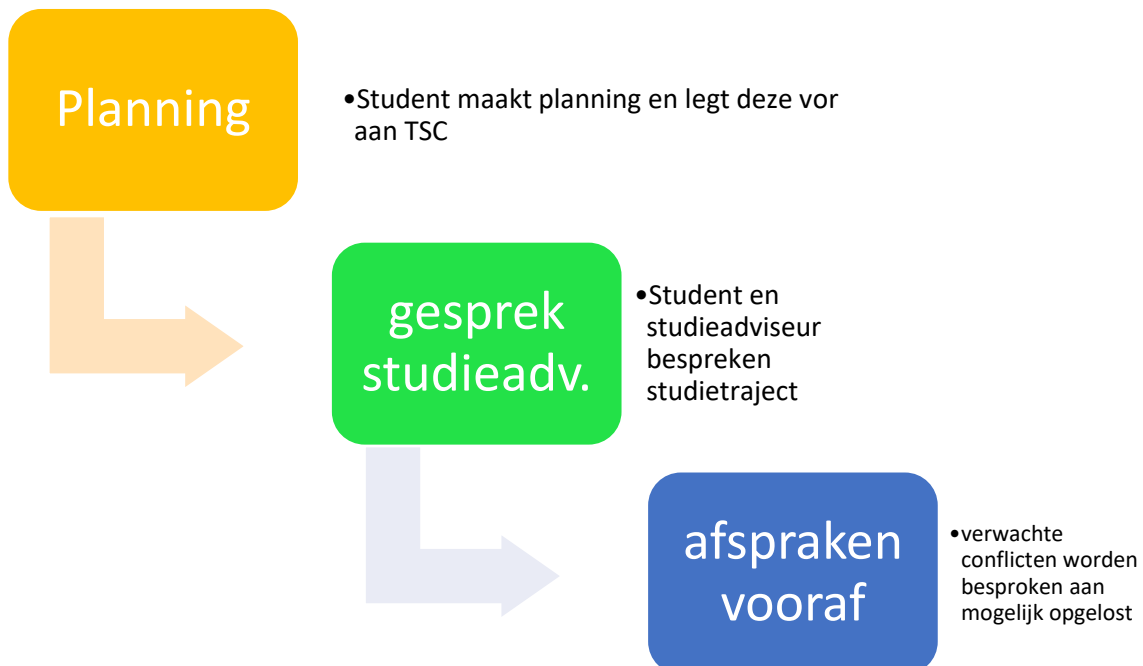 Planning
•Student maakt planning en legt deze vor
aan TSC
gesprek
studieadv.
•Student en
studieadviseur
bespreken
studietraject
afspraken
vooraf
•verwachte
conflicten worden
besproken aan
mogelijk opgelost